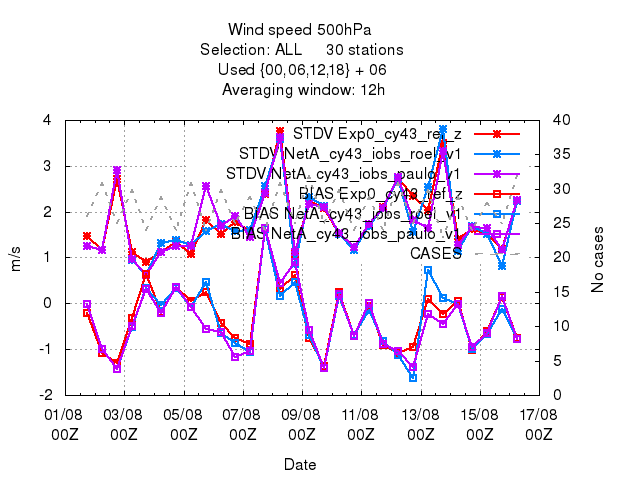 Wind speed 500hPa
Selection: ALL 30 stations
Used {00,06,12,18} + 06
Averaging window: 12h
4 40
STDV Exp0_cy43_ref_z
STDV NetA_cy43_iobs_roel_v1
STDV NetA_cy43_iobs_paulo_v1
BIAS Exp0_cy43_ref_z
BIAS NetA_cy43_iobs_roel_v1
BIAS NetA_cy43_iobs_paulo_v1
CASES
3 35
2 30
1 25
0 20
-1 15
-2 10
5
0
m/s
No cases
01/08 03/08 05/08 07/08 09/08 11/08 13/08 15/08 17/08
00Z 00Z 00Z 00Z 00Z 00Z 00Z 00Z 00Z
Date